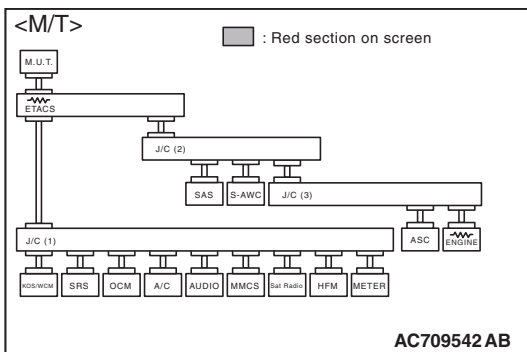 <M/T>
: Red section on screen
M.U.T.
ETACS
J/C (2)
SAS S-AWC J/C (3)
J/C (1)
ASC ENGINE
KOS/WCM SRS OCM A/C AUDIO MMCS Sat Radio HFM METER
AC709542 AB